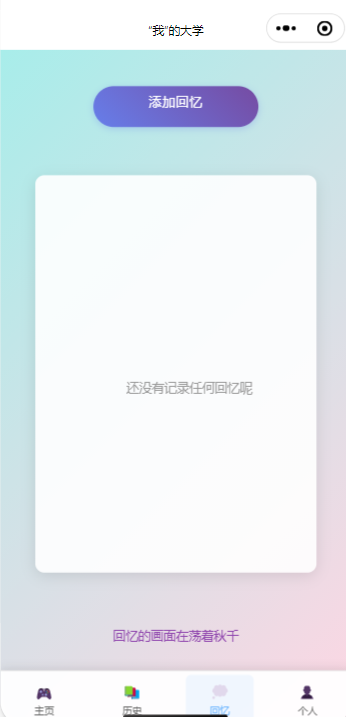 “我”的大学
添加回忆
还没有记录任何回忆呢
回忆的画面在荡着秋千
主页
历史
回忆
个人